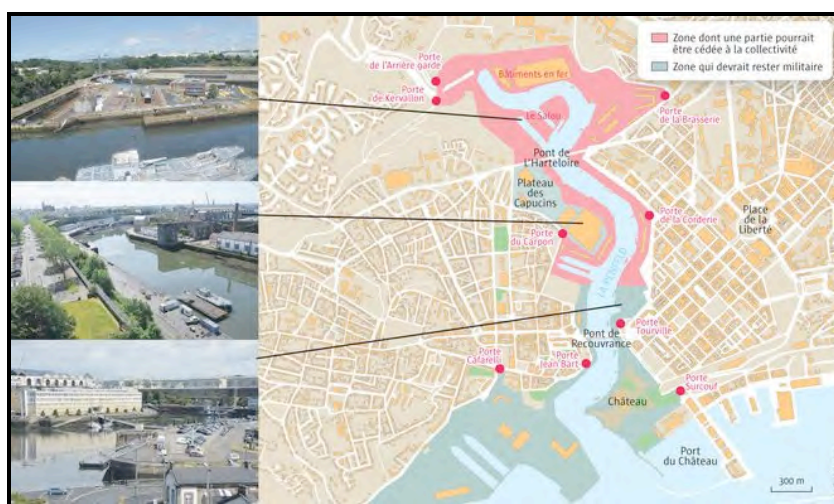 Zone dont une partie pourrait
être cédée à la collectivité
Zone qui devrait rester militaire
Porte
de l'Arrière garde
Bâtiments en fer
Porte
de Kervallon
Le Salou
Porte
de la Brasserie
Pont de
L'Harteloire
Plateau
des
Capucins
Porte
de la Corderie
Place
de la
Liberté
Porte
du Carpon
LA PENFELD
Pont de
Recouvrance
Porte
Tourville
Porte
Cafarelli
Porte
Jean Bart
Porte
Surcouf
Château
Port
du Château
300 m